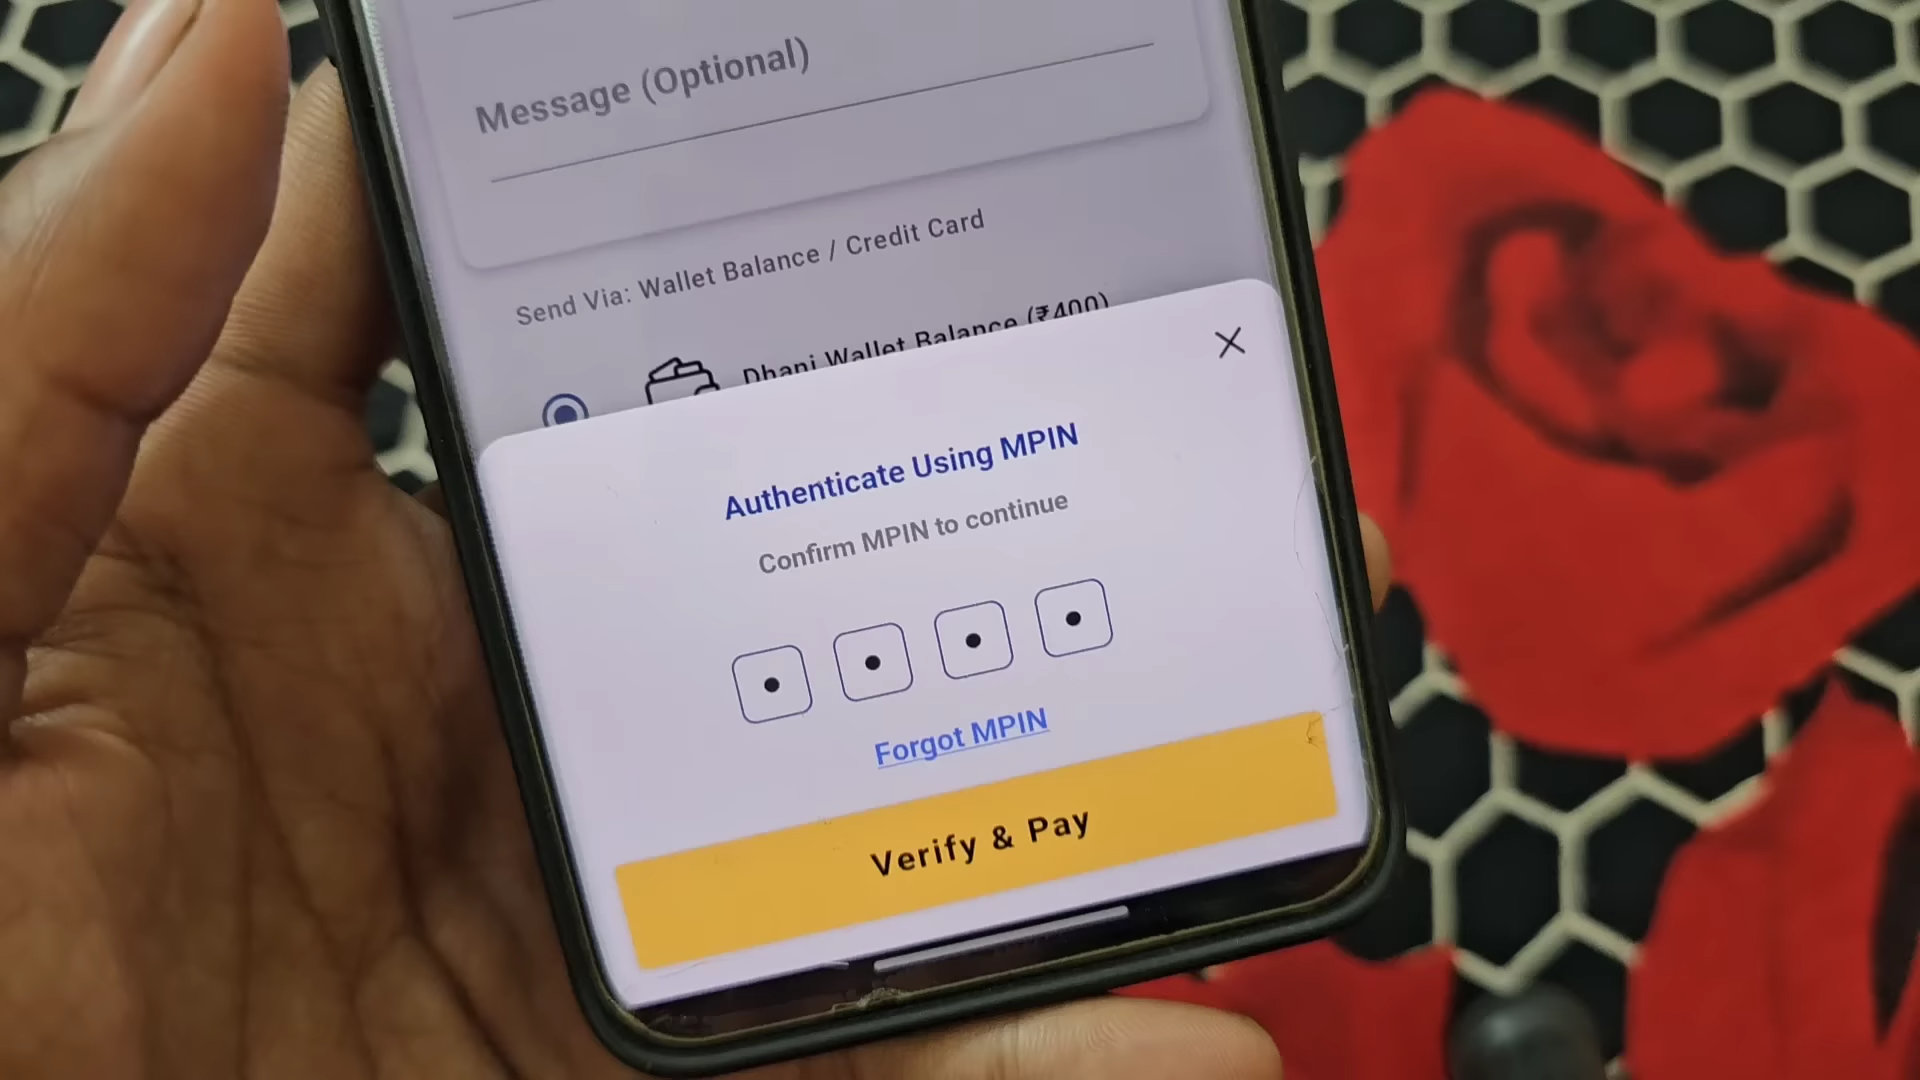 Message (Optional)
Send Via: Wallet Balance / Credit Card
Dhani Wallet Balance (₹400)
Authenticate Using MPIN
Confirm MPIN to continue
Forgot MPIN
Verify & Pay